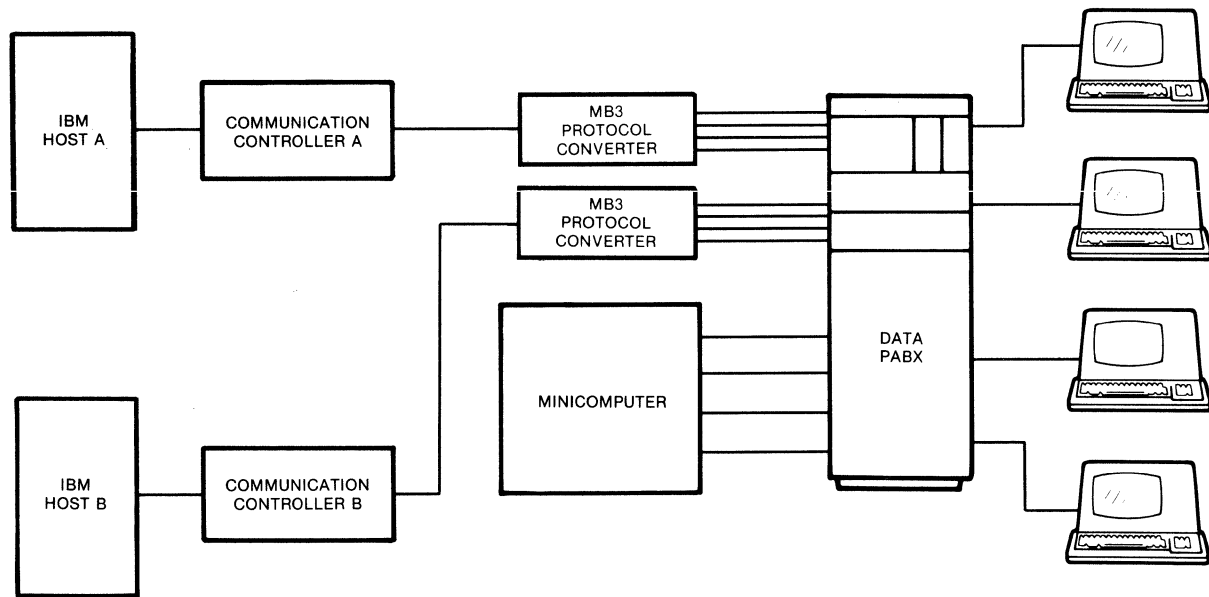 IBM
HOST A
COMMUNICATION
CONTROLLER A
MB3
PROTOCOL
CONVERTER
MB3
PROTOCOL
CONVERTER
DATA
PABX
MINICOMPUTER
IBM
HOST B
COMMUNICATION
CONTROLLER B